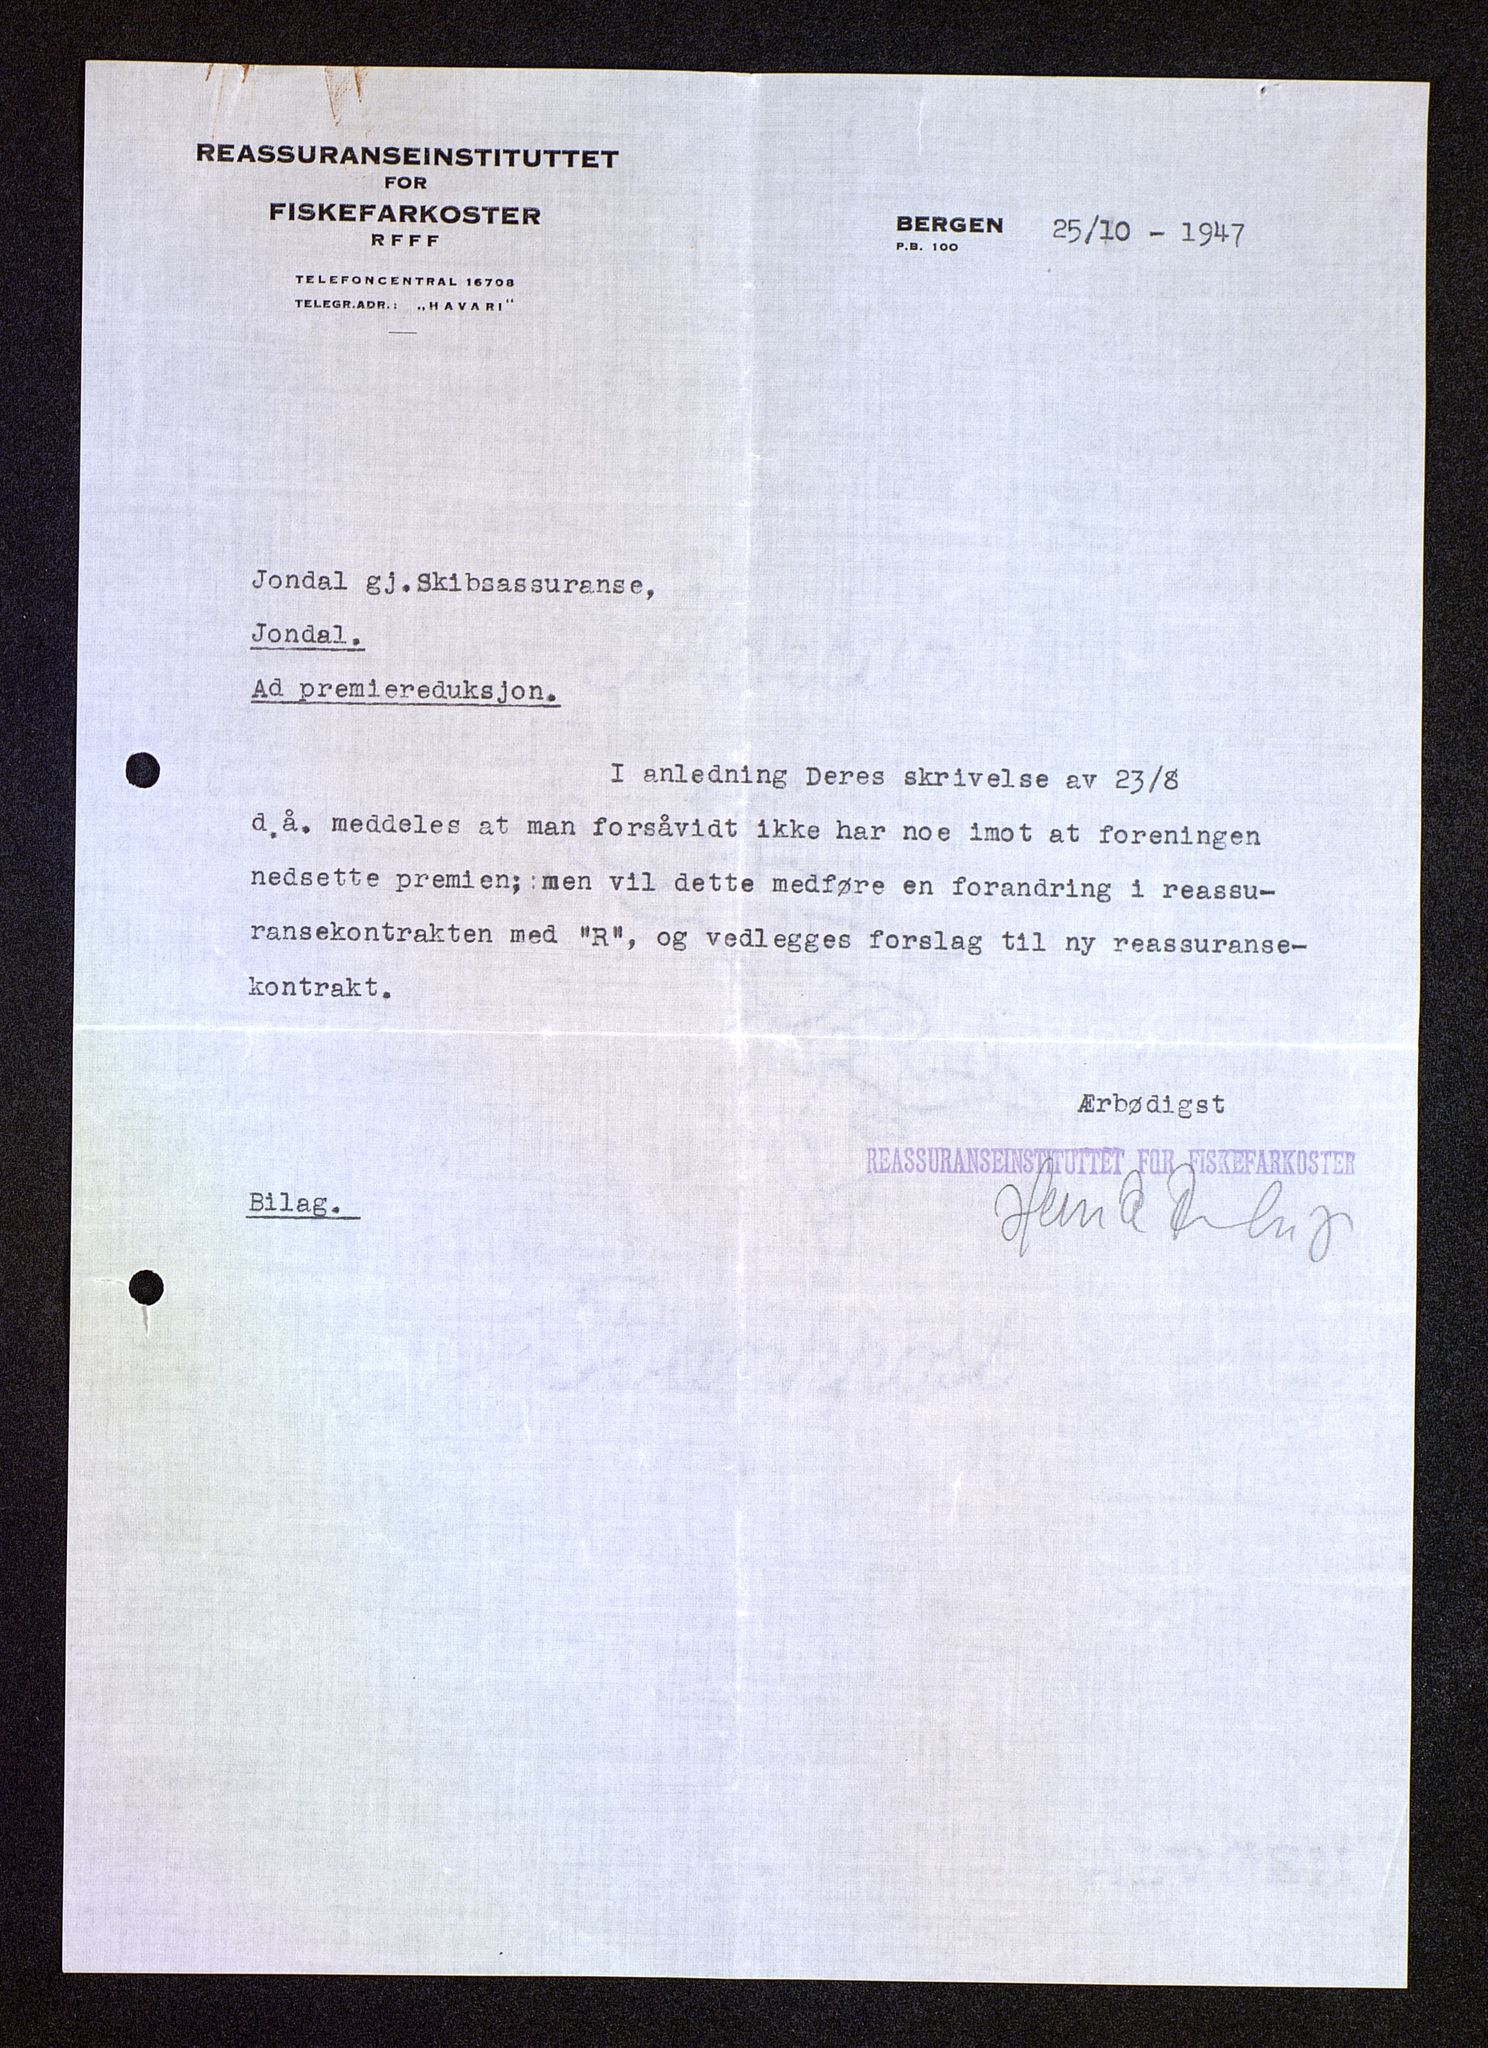 REASSURANSEINSTITUTTET
FOR
FISKEFARKOSTER
RFFF
TELEFONCENTRAL 16708
TELEGR.ADR.: „HAVARI"
BERGEN 25/10 - 1947
P.B. 100
Jondal gj.Skibsassuranse,
Jondal.
Ad premiereduksjon.
I anledning Deres skrivelse av 23/8
d.å. meddeles at man forsåvidt ikke har noe imot at foreningen
nedsette premien; men vil dette medføre en forandring i reassu-
ransekontrakten med "R", og vedlegges forslag til ny reassuranse-
kontrakt.
Ærbødigst
REASSURANSEINSTITUTTET FOR FISKEFARKOSTER
Bilag.